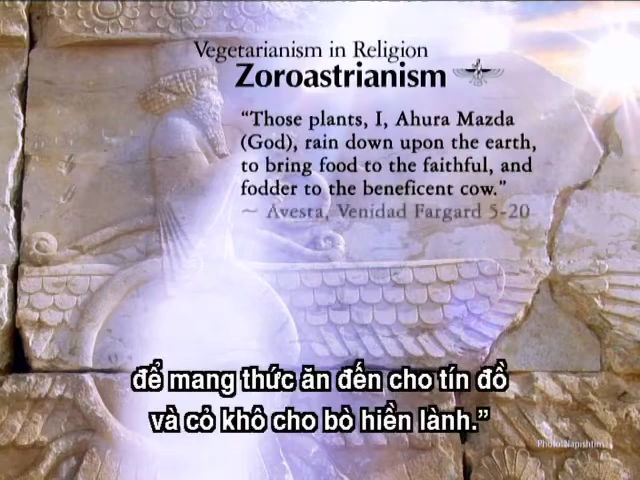 Vegetarianism in Religion
Zoroastrianism
“Those plants, I, Ahura Mazda
(God), rain down upon the earth,
to bring food to the faithful, and
fodder to the beneficent cow.”
~ Avesta, Venidad Fargard 5-20
để mang thức ăn đến cho tín đồ
và cỏ khô cho bò hiền lành.”
Photo: Napishtim